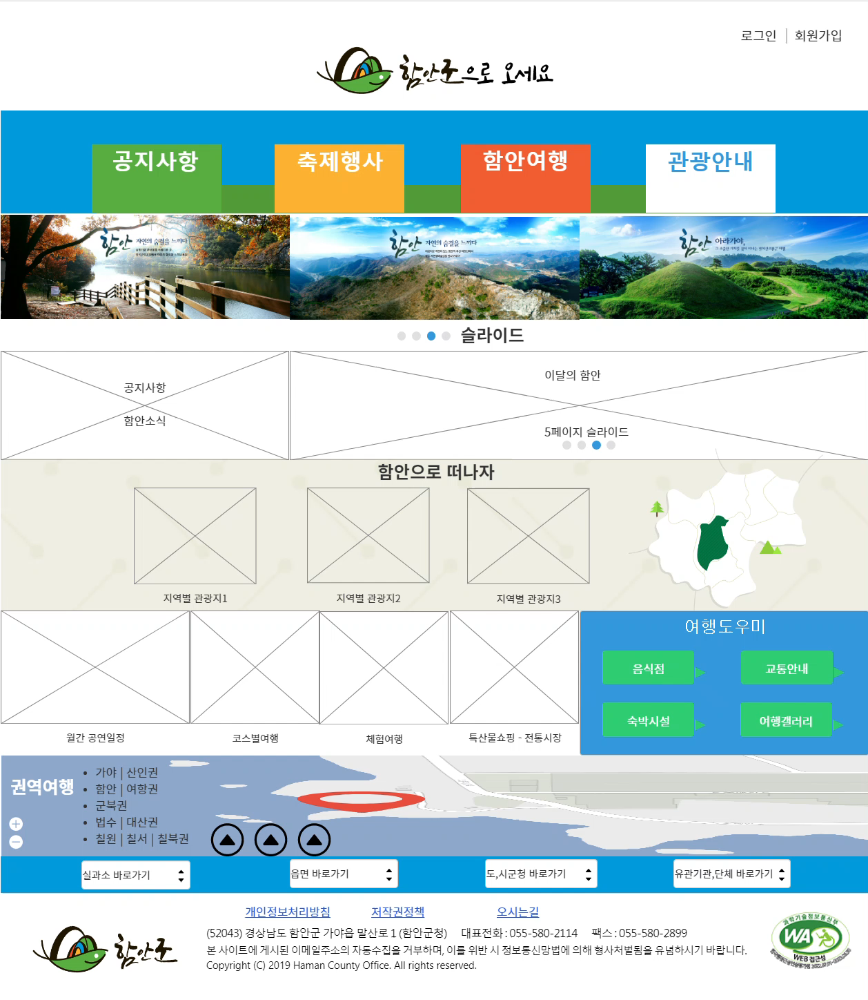 로그인 | 회원가입
함안군으로 오세요
공지사항
축제행사
함안여행
관광안내
함안 자연의 숨결을 느끼다
함안 자연의 숨결을 느끼다
함안 아라가야,
슬라이드
공지사항
함안소식
이달의 함안
5페이지 슬라이드
함안으로 떠나자
지역별 관광지1
지역별 관광지2
지역별 관광지3
여행도우미
음식점
교통안내
숙박시설
여행갤러리
월간 공연일정
코스별여행
체험여행
특산물쇼핑 - 전통시장
권역여행
• 가야 | 산인권
• 함안 | 여항권
• 군북권
• 법수 | 대산권
• 칠원 | 칠서 | 칠북권
실과소 바로가기
읍면 바로가기
도,시군청 바로가기
유관기관,단체 바로가기
개인정보처리방침
저작권정책
오시는길
함안군
(52043) 경상남도 함안군 가야읍 말산로 1 (함안군청) 대표전화 : 055-580-2114 팩스 : 055-580-2899
본 사이트에 게시된 이메일주소의 자동수집을 거부하며, 이를 위반 시 정보통신망법에 의해 형사처벌됨을 유념하시기 바랍니다.
Copyright (C) 2019 Haman County Office. All rights reserved.
과학기술정보통신부
WA
WEB 접근성